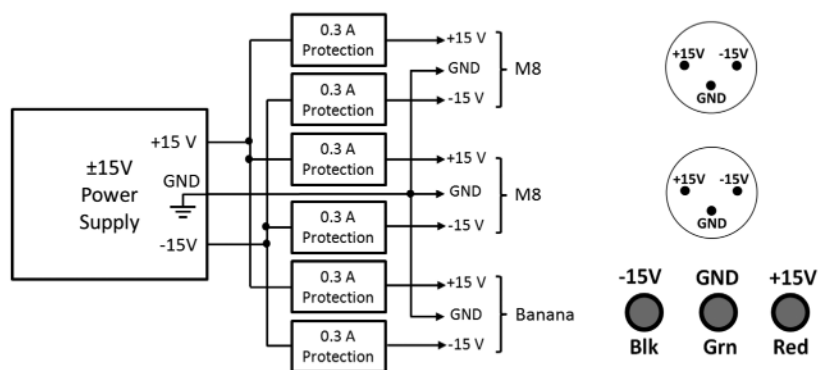 0.3 A
Protection
+15 V
GND
M8
0.3 A
Protection
-15 V
±15V
Power
Supply
+15 V
GND
-15V
0.3 A
Protection
+15 V
GND
M8
0.3 A
Protection
-15 V
0.3 A
Protection
+15 V
GND
Banana
0.3 A
Protection
-15 V
+15V -15V
GND
+15V -15V
GND
-15V GND +15V
Blk Grn Red